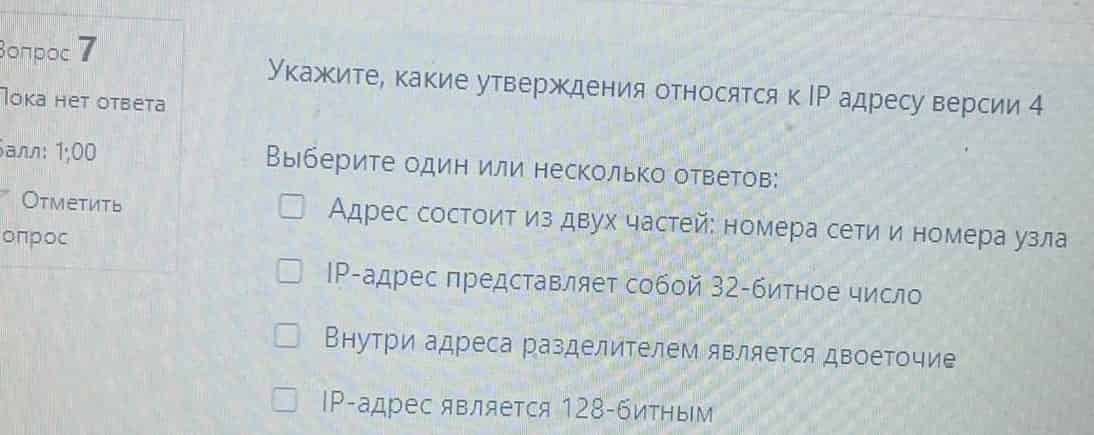 Вопрос 7
Пока нет ответа
Балл: 1,00
Отметить
вопрос
Укажите, какие утверждения относятся к IP адресу версии 4
Выберите один или несколько ответов:
Адрес состоит из двух частей: номера сети и номера узла
IP-адрес представляет собой 32-битное число
Внутри адреса разделителем является двоеточие
IP-адрес является 128-битным